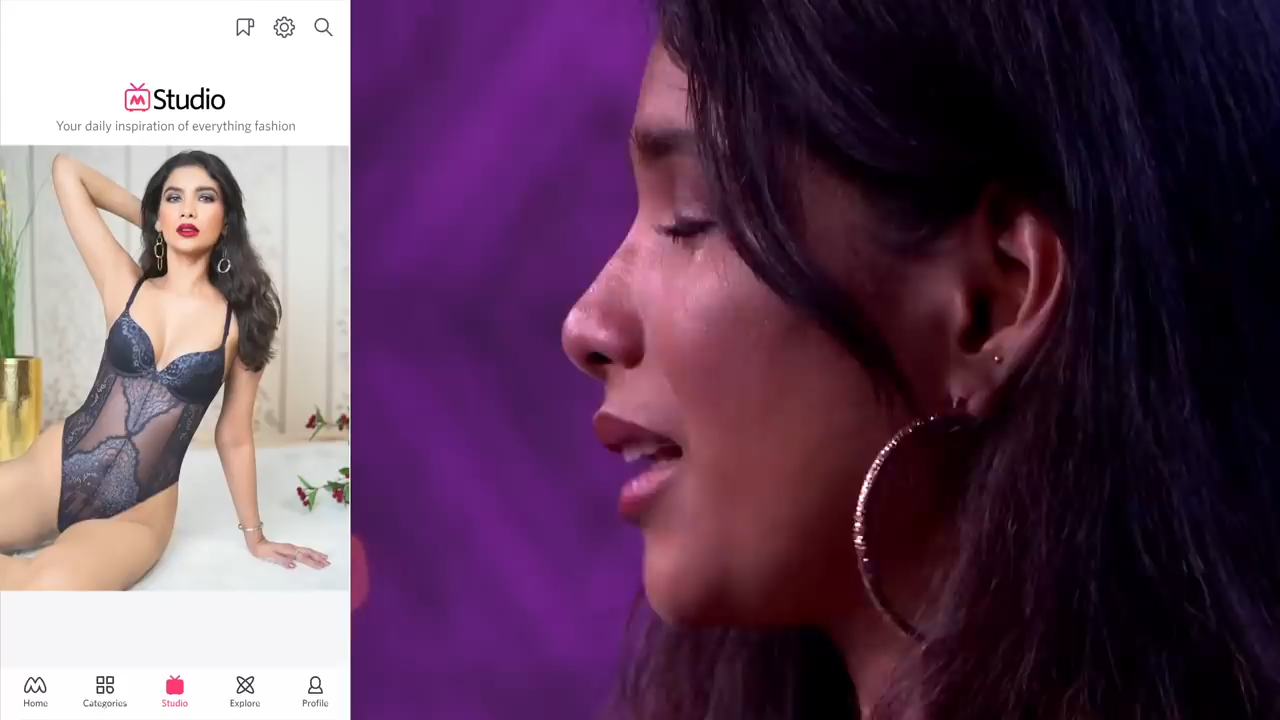 Studio
Your daily inspiration of everything fashion
Home
Categories
Studio
Explore
Profile